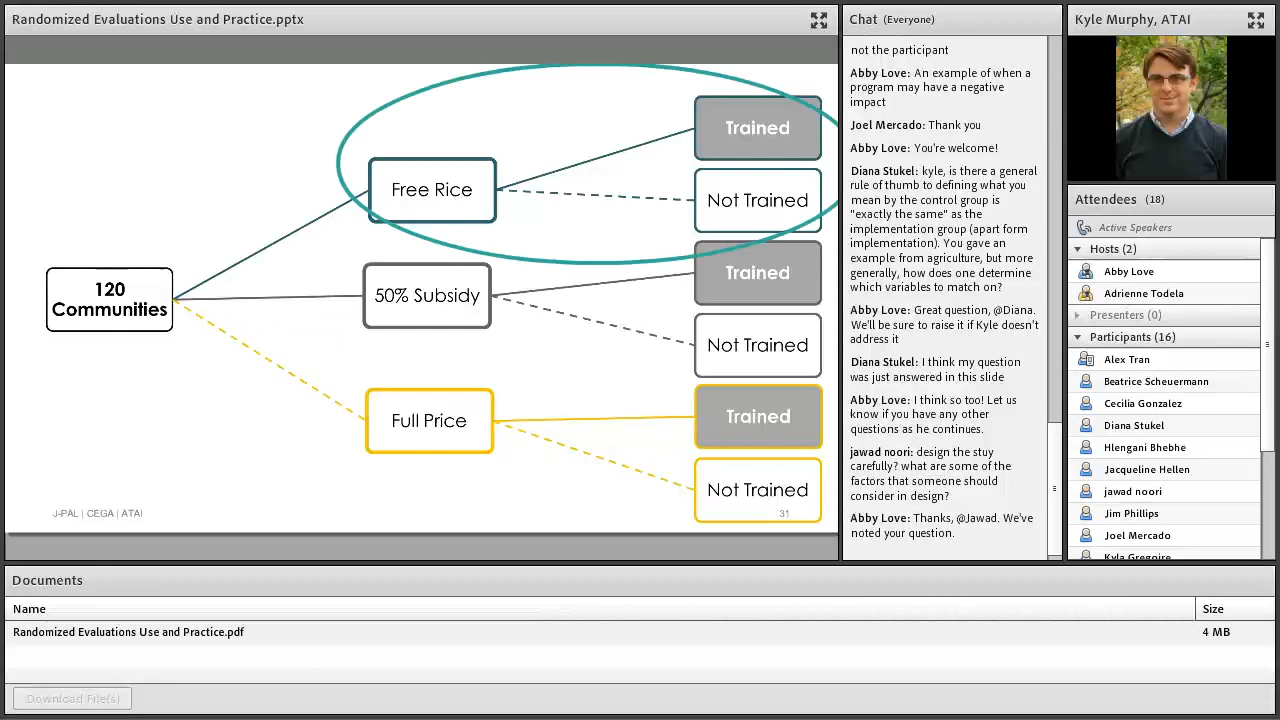 Randomized Evaluations Use and Practice.pptx
120
Communities
Free Rice
50% Subsidy
Full Price
Trained
Not Trained
Trained
Not Trained
Trained
Not Trained
J-PAL | CEGA | ATAI
31
Chat (Everyone)
not the participant
Abby Love: An example of when a
program may have a negative
impact
Joel Mercado: Thank you
Abby Love: You're welcome!
Diana Stukel: kyle, is there a general
rule of thumb to defining what you
mean by the control group is
"exactly the same" as the
implementation group (apart form
implementation). You gave an
example from agriculture, but more
generally, how does one determine
which variables to match on?
Abby Love: Great question, @Diana.
We'll be sure to raise it if Kyle doesn't
address it
Diana Stukel: I think my question
was just answered in this slide
Abby Love: I think so too! Let us
know if you have any other
questions as he continues.
jawad noori: design the stuy
carefully? what are some of the
factors that someone should
consider in design?
Abby Love: Thanks, @Jawad. We've
noted your question.
Kyle Murphy, ATAI
Attendees (18)
Active Speakers
Hosts (2)
Abby Love
Adrienne Todela
Presenters (0)
Participants (16)
Alex Tran
Beatrice Scheuermann
Cecilia Gonzalez
Diana Stukel
Hlengani Bhebhe
Jacqueline Hellen
jawad noori
Jim Phillips
Joel Mercado
Kyla Gregoire
Documents
Name Size
Randomized Evaluations Use and Practice.pdf 4 MB
Download File(s)